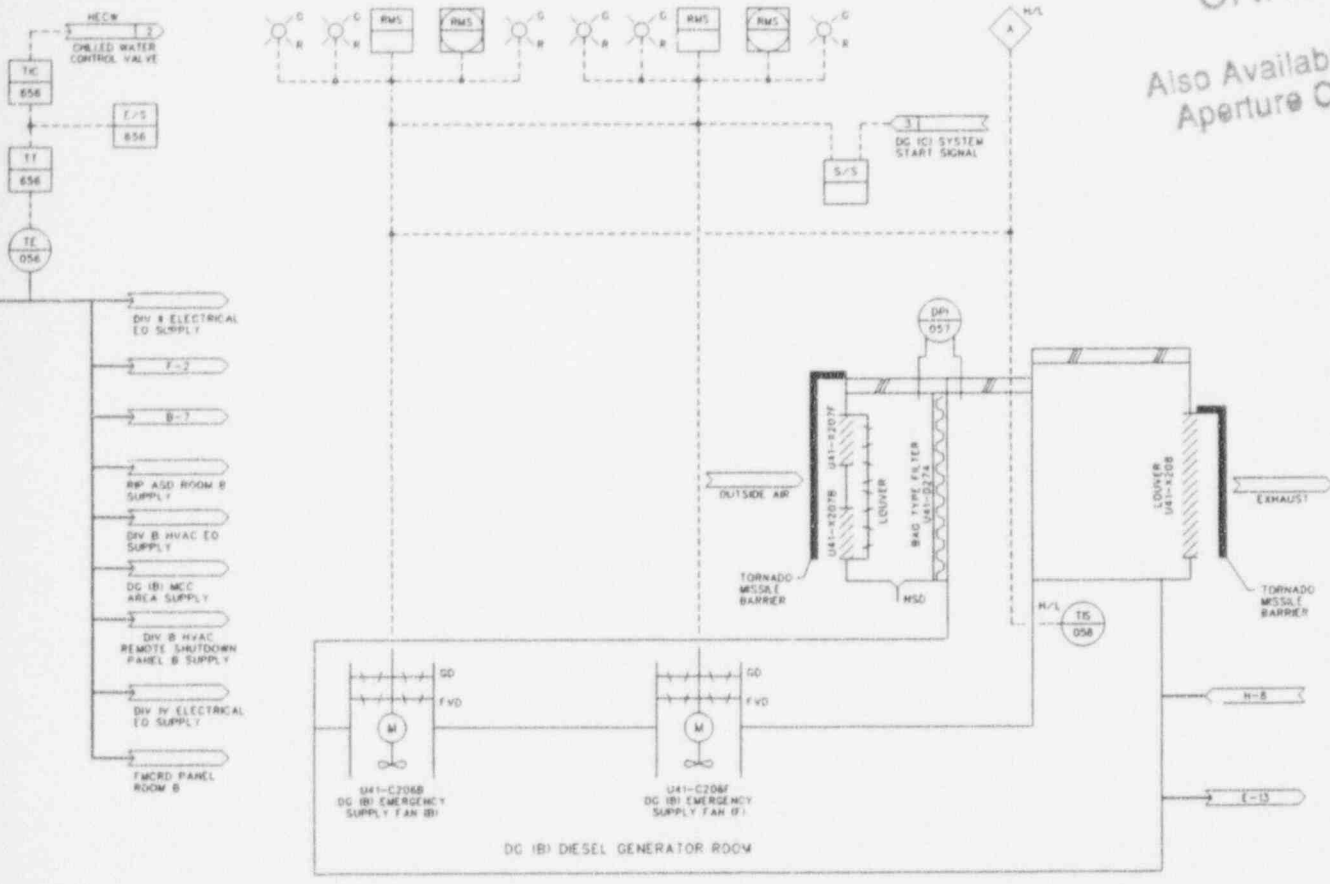 HECW
2
CHILLED WATER
CONTROL VALVE
TIC
656
E/S
656
TT
656
TE
056
G
R
G
R
RMS
RMS
G
R
G
R
G
R
RMS
RMS
G
R
A
H/L
Also Availab
Aperture C
3
DG (C) SYSTEM
START SIGNAL
S/S
DIV II ELECTRICAL
EQ SUPPLY
F-2
B-7
RIP ASD ROOM B
SUPPLY
DIV B HVAC EQ
SUPPLY
DG (B) MCC
AREA SUPPLY
DIV B HVAC
REMOTE SHUTDOWN
PANEL B SUPPLY
DIV IV ELECTRICAL
EQ SUPPLY
FMCRD PANEL
ROOM B
DPI
057
OUTSIDE AIR
U41-X207F
U41-X207B
LOUVER
BAG TYPE FILTER
U41-D274
TORNADO
MISSILE
BARRIER
MSD
LOUVER
U41-X208
EXHAUST
TORNADO
MISSILE
BARRIER
H/L
TIS
058
H-8
E-13
GD
FVD
M
U41-C206B
DG (B) EMERGENCY
SUPPLY FAN (B)
GD
FVD
M
U41-C206F
DG (B) EMERGENCY
SUPPLY FAN (F)
DG (B) DIESEL GENERATOR ROOM